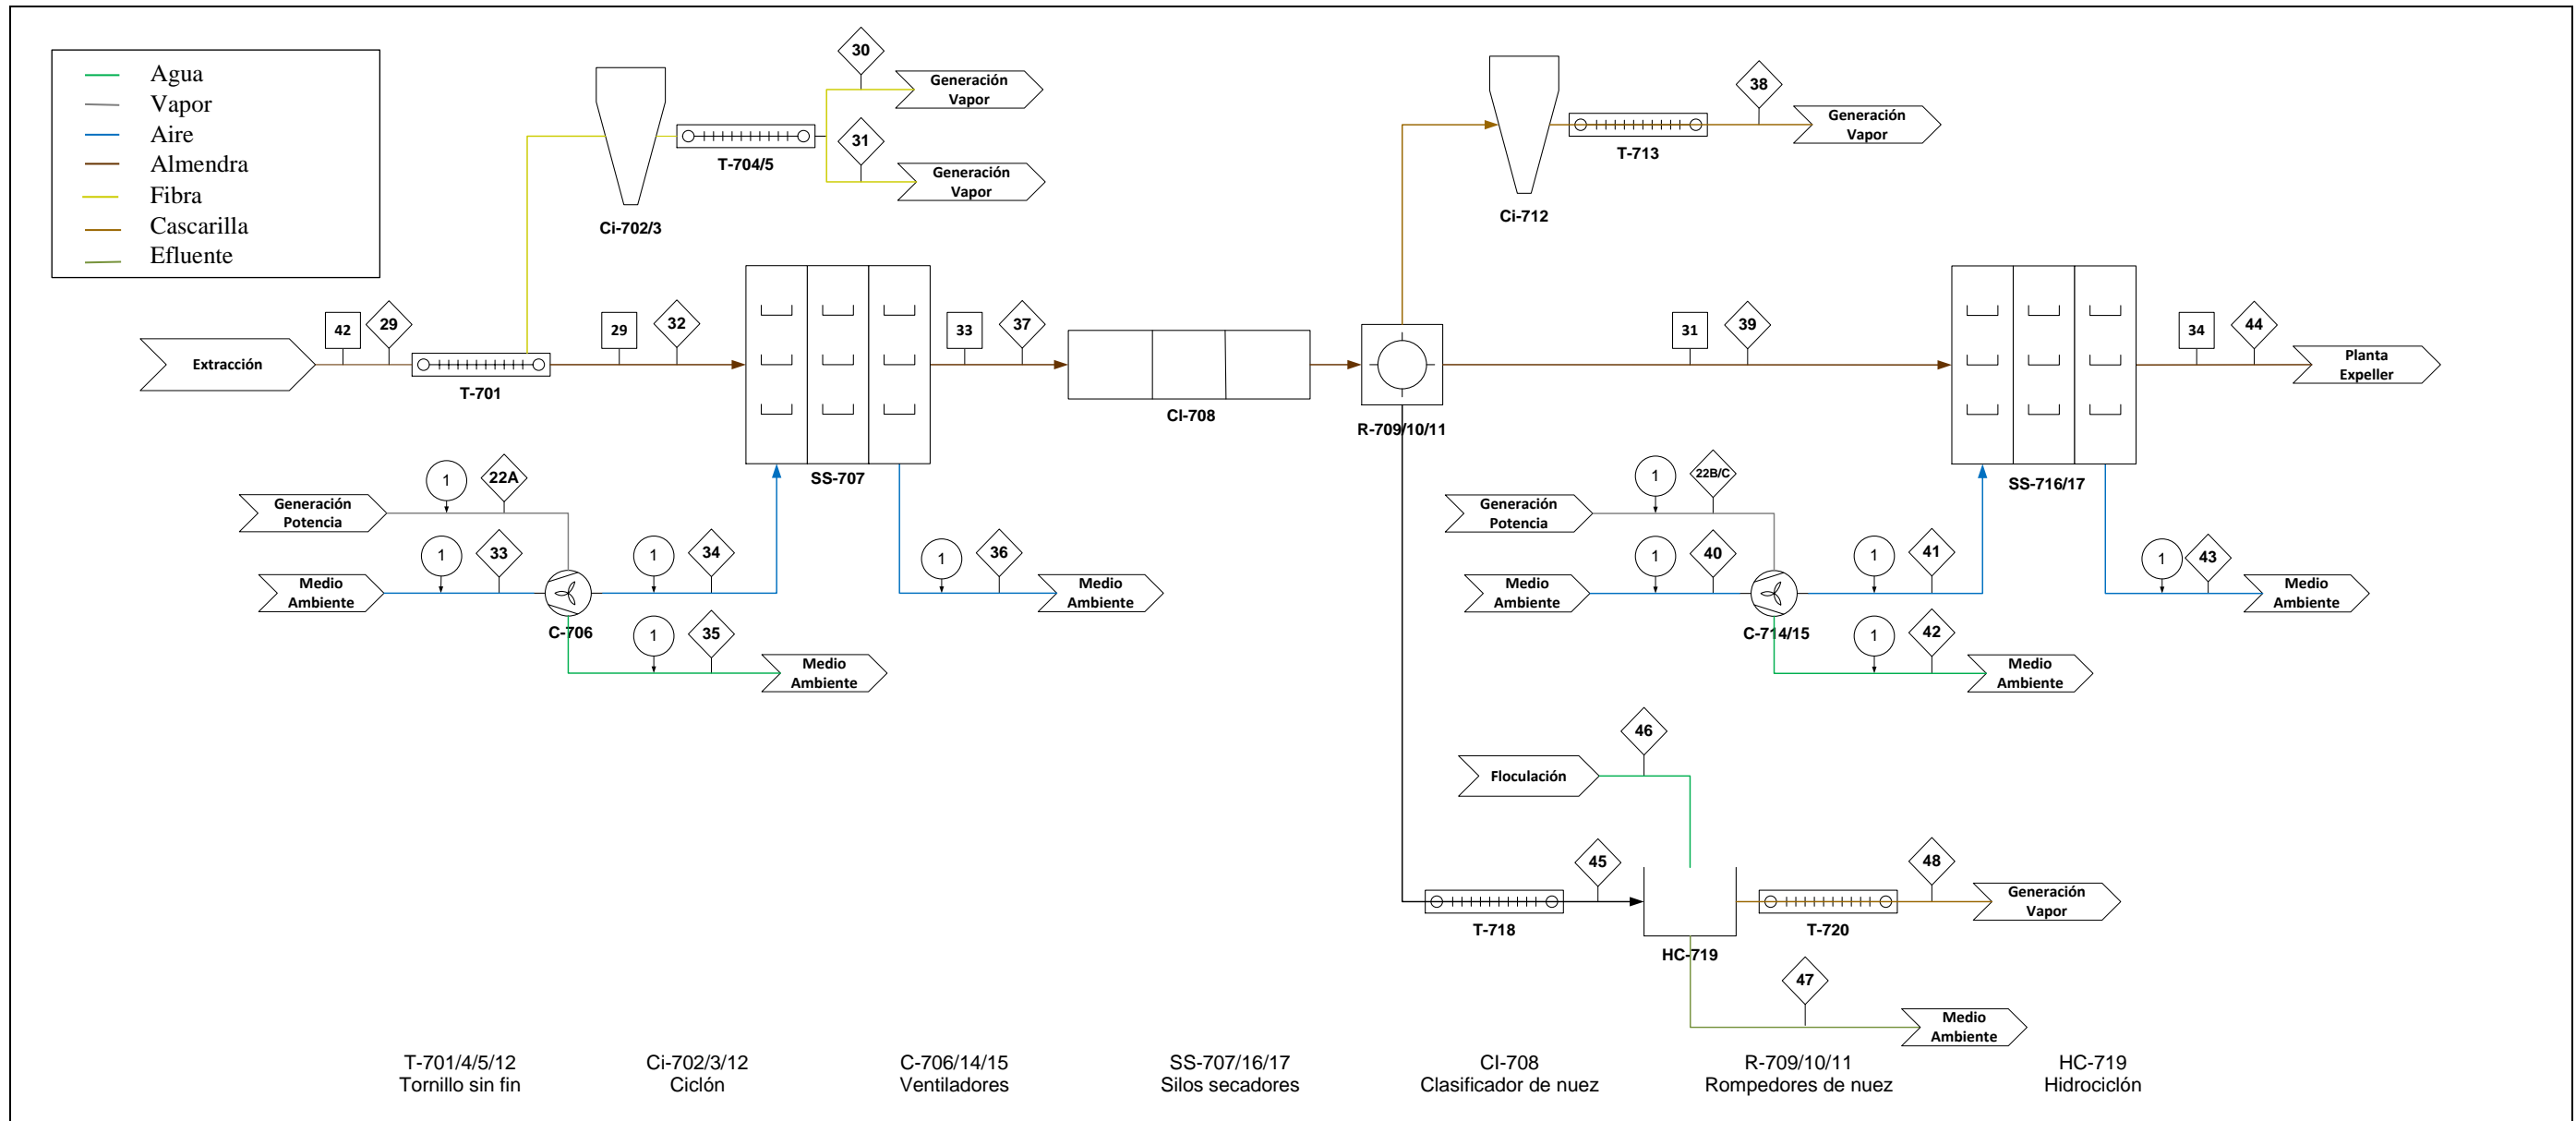 Agua
Vapor
Aire
Almendra
Fibra
Cascarilla
Efluente
30
Generación
Vapor
31
Generación
Vapor
T-704/5
Ci-702/3
38
Generación
Vapor
T-713
Ci-712
Extracción
42
29
T-701
29
32
SS-707
33
37
CI-708
R-709/10/11
31
39
SS-716/17
34
44
Planta
Expeller
Generación
Potencia
1
22A
Medio
Ambiente
1
33
C-706
1
34
1
35
Medio
Ambiente
1
36
Medio
Ambiente
Generación
Potencia
1
22B/C
Medio
Ambiente
1
40
C-714/15
1
41
1
42
Medio
Ambiente
1
43
Medio
Ambiente
Floculación
46
T-718
45
HC-719
T-720
48
Generación
Vapor
47
Medio
Ambiente
T-701/4/5/12
Tornillo sin fin
Ci-702/3/12
Ciclón
C-706/14/15
Ventiladores
SS-707/16/17
Silos secadores
CI-708
Clasificador de nuez
R-709/10/11
Rompedores de nuez
HC-719
Hidrociclón